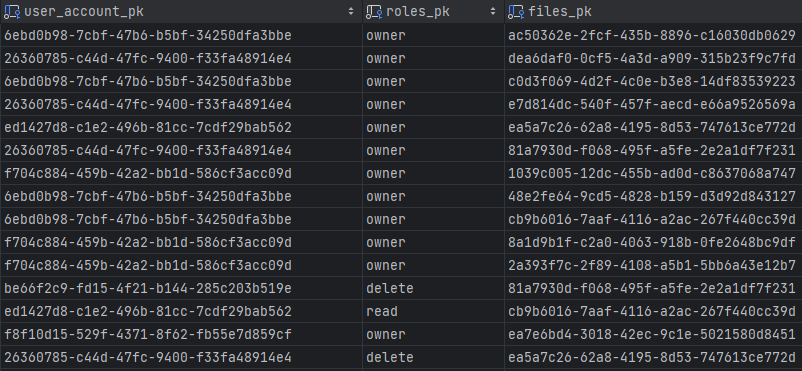 user_account_pk roles_pk files_pk
6ebd0b98-7cbf-47b6-b5bf-34250dfa3bbe owner ac50362e-2fcf-435b-8896-c16030db0629
26360785-c44d-47fc-9400-f33fa48914e4 owner dea6daf0-0cf5-4a3d-a909-315b23f9c7fd
6ebd0b98-7cbf-47b6-b5bf-34250dfa3bbe owner c0d3f069-4d2f-4c0e-b3e8-14df83539223
26360785-c44d-47fc-9400-f33fa48914e4 owner e7d814dc-540f-457f-aecd-e66a9526569a
ed1427d8-c1e2-496b-81cc-7cdf29bab562 owner ea5a7c26-62a8-4195-8d53-747613ce772d
26360785-c44d-47fc-9400-f33fa48914e4 owner 81a7930d-f068-495f-a5fe-2e2a1df7f231
f704c884-459b-42a2-bb1d-586cf3acc09d owner 1039c005-12dc-455b-ad0d-c8637068a747
6ebd0b98-7cbf-47b6-b5bf-34250dfa3bbe owner 48e2fe64-9cd5-4828-b159-d3d92d843127
6ebd0b98-7cbf-47b6-b5bf-34250dfa3bbe owner cb9b6016-7aaf-4116-a2ac-267f440cc39d
f704c884-459b-42a2-bb1d-586cf3acc09d owner 8a1d9b1f-c2a0-4063-918b-0fe2648bc9df
f704c884-459b-42a2-bb1d-586cf3acc09d owner 2a393f7c-2f89-4108-a5b1-5bb6a43e12b7
be66f2c9-fd15-4f21-b144-285c203b519e delete 81a7930d-f068-495f-a5fe-2e2a1df7f231
ed1427d8-c1e2-496b-81cc-7cdf29bab562 read cb9b6016-7aaf-4116-a2ac-267f440cc39d
f8f10d15-529f-4371-8f62-fb55e7d859cf owner ea7e6bd4-3018-42ec-9c1e-5021580d8451
26360785-c44d-47fc-9400-f33fa48914e4 delete ea5a7c26-62a8-4195-8d53-747613ce772d